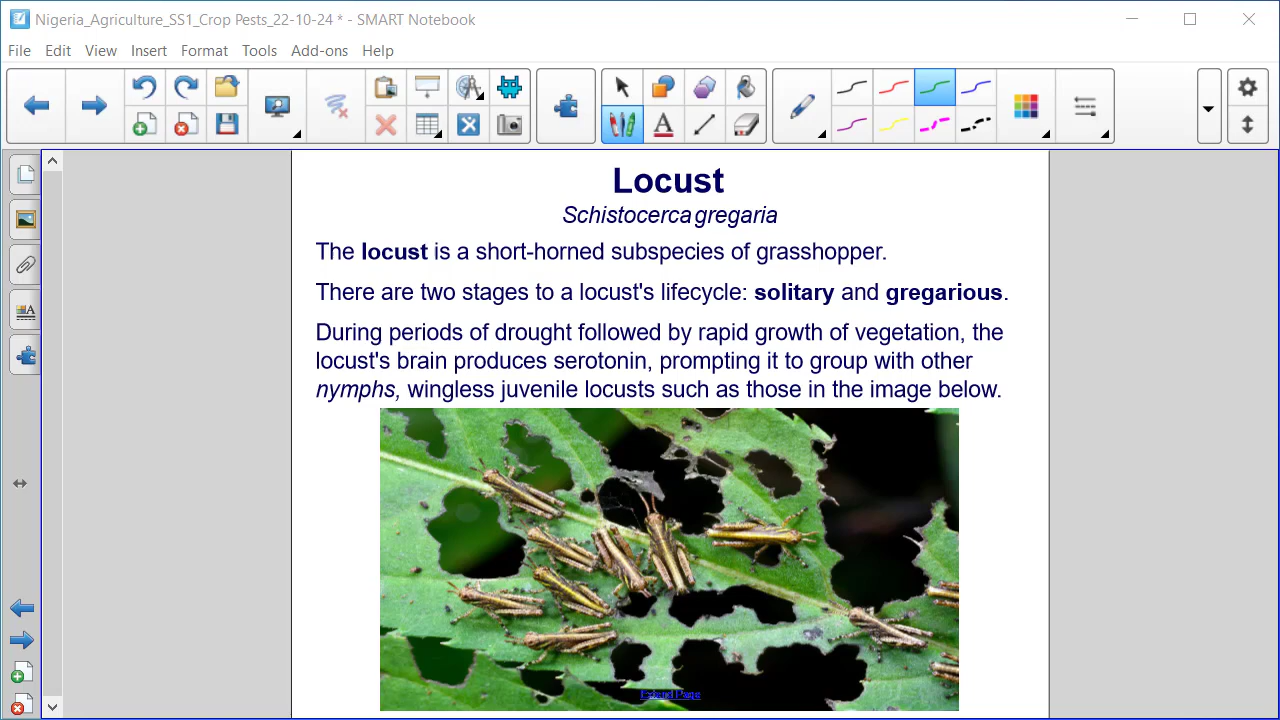 Nigeria_Agriculture_SS1_Crop Pests_22-10-24 * - SMART Notebook
File Edit View Insert Format Tools Add-ons Help
Locust
Schistocerca gregaria
The locust is a short-horned subspecies of grasshopper.
There are two stages to a locust's lifecycle: solitary and gregarious.
During periods of drought followed by rapid growth of vegetation, the
locust's brain produces serotonin, prompting it to group with other
nymphs, wingless juvenile locusts such as those in the image below.
Extend Page